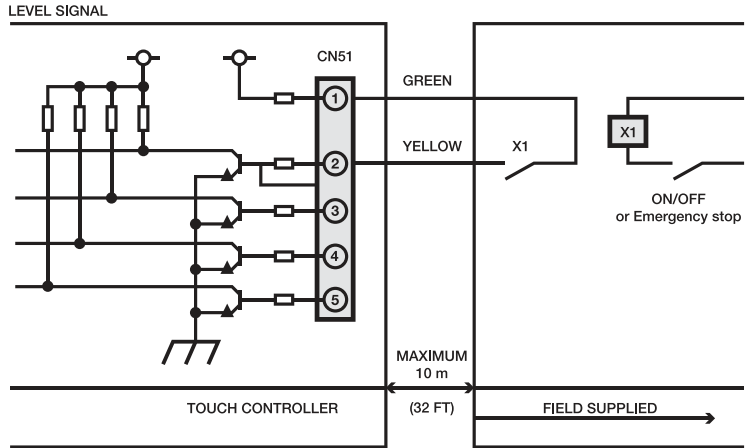 LEVEL SIGNAL
CN51
GREEN
1
X1
YELLOW
X1
2
ON/OFF
or Emergency stop
3
4
5
MAXIMUM
10 m
TOUCH CONTROLLER
(32 FT)
FIELD SUPPLIED